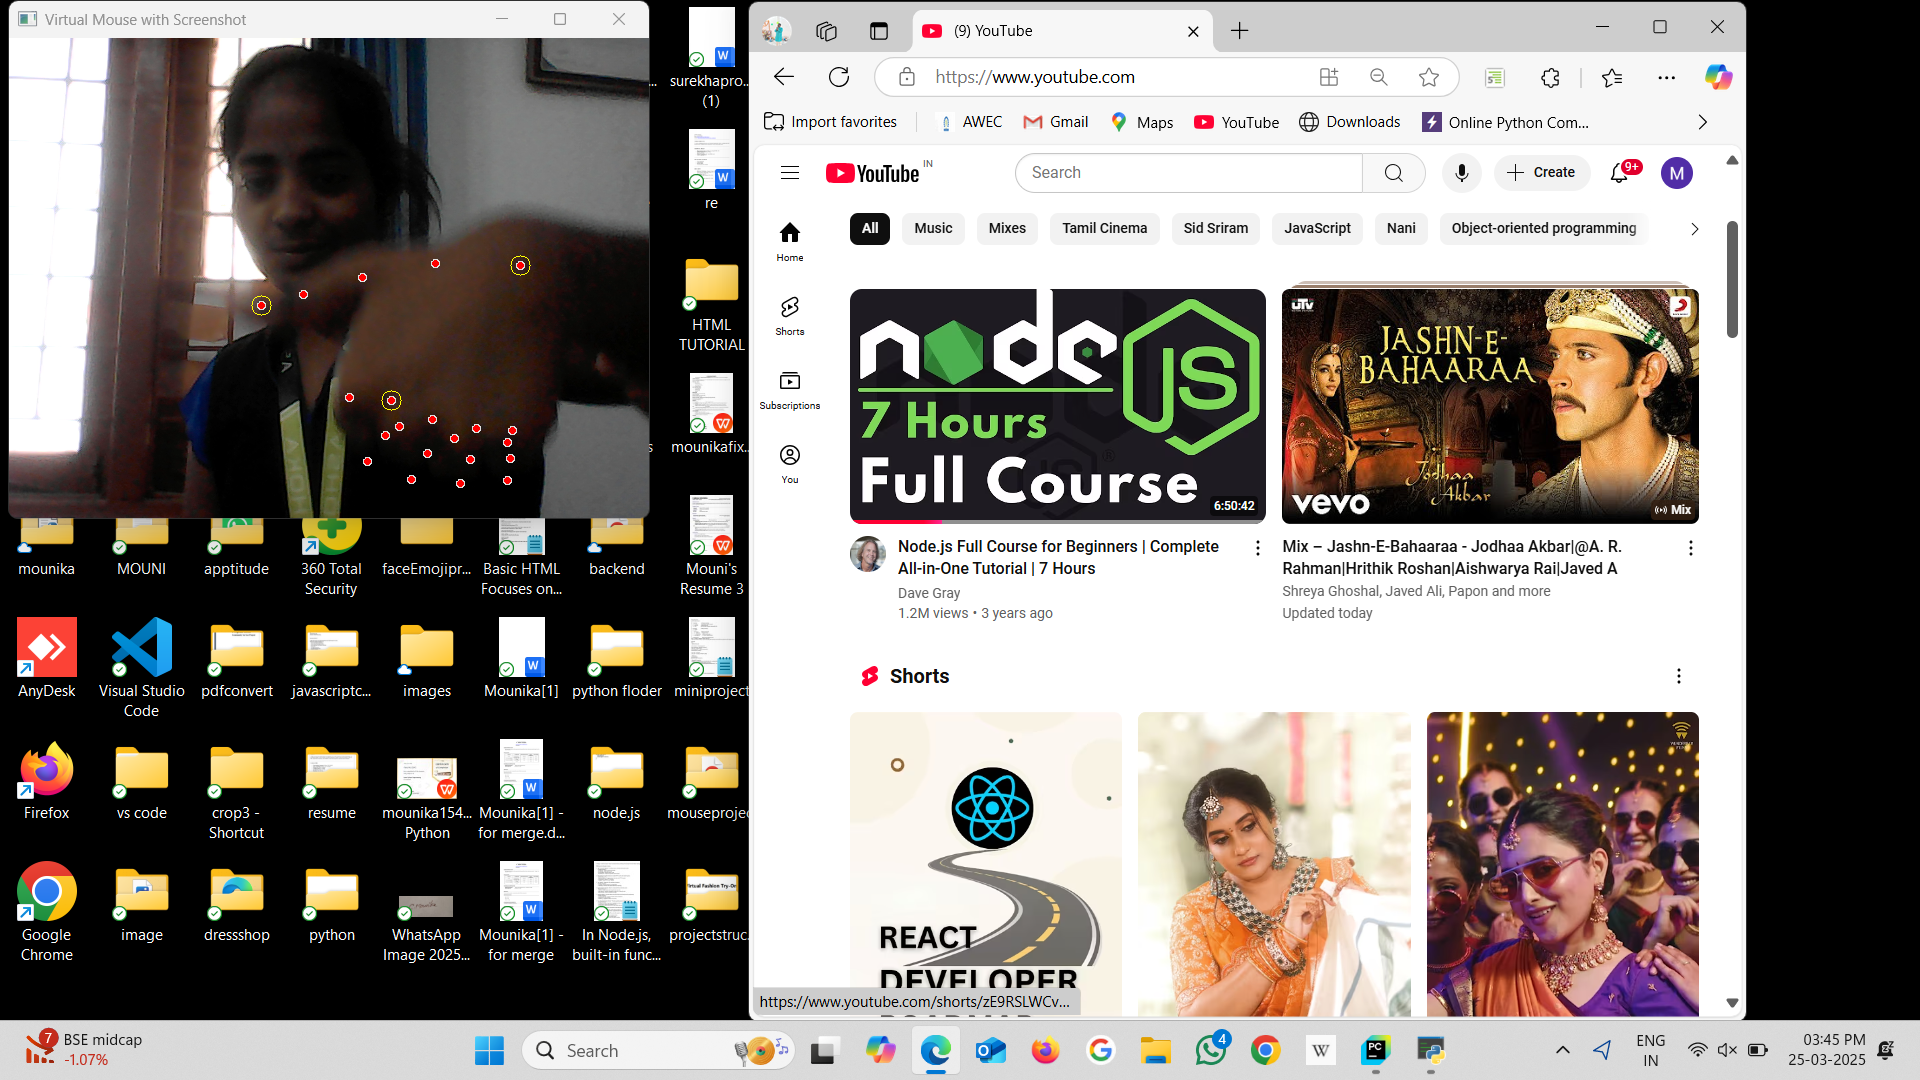 Virtual Mouse with Screenshot
surekhapro...
(1)
re
HTML
TUTORIAL
mounikafix...
Mouni's
Resume 3
mounika
MOUNI
apptitude
360 Total
Security
faceEmojipr...
Basic HTML
Focuses on...
backend
AnyDesk
Visual Studio
Code
pdfconvert
javascriptc...
images
Mounika[1]
python floder
miniproject
Firefox
vs code
crop3 -
Shortcut
resume
mounika154...
Python
Mounika[1] -
for merge.d...
node.js
mouseprojec
Google
Chrome
image
dressshop
python
WhatsApp
Image 2025...
Mounika[1] -
for merge
In Node.js,
built-in func...
projectstruc...
(9) YouTube
https://www.youtube.com
Import favorites
AWEC
Gmail
Maps
YouTube
Downloads
Online Python Com...
YouTube IN
Search
Create
9+
M
Home
Shorts
Subscriptions
You
All
Music
Mixes
Tamil Cinema
Sid Sriram
JavaScript
Nani
Object-oriented programming
node JS
7 Hours
Full Course
6:50:42
Node.js Full Course for Beginners | Complete
All-in-One Tutorial | 7 Hours
Dave Gray
1.2M views • 3 years ago
UTV
JASHN-E-
BAHAARAA
Jodhaa
Akbar
vevo
Mix
Mix – Jashn-E-Bahaaraa - Jodhaa Akbar|@A. R.
Rahman|Hrithik Roshan|Aishwarya Rai|Javed A
Shreya Ghoshal, Javed Ali, Papon and more
Updated today
Shorts
REACT
DEVELOPER
ROADMAP
https://www.youtube.com/shorts/zE9RSLWCv...
7
BSE midcap
-1.07%
Search
4
W
PC
ENG
IN
03:45 PM
25-03-2025